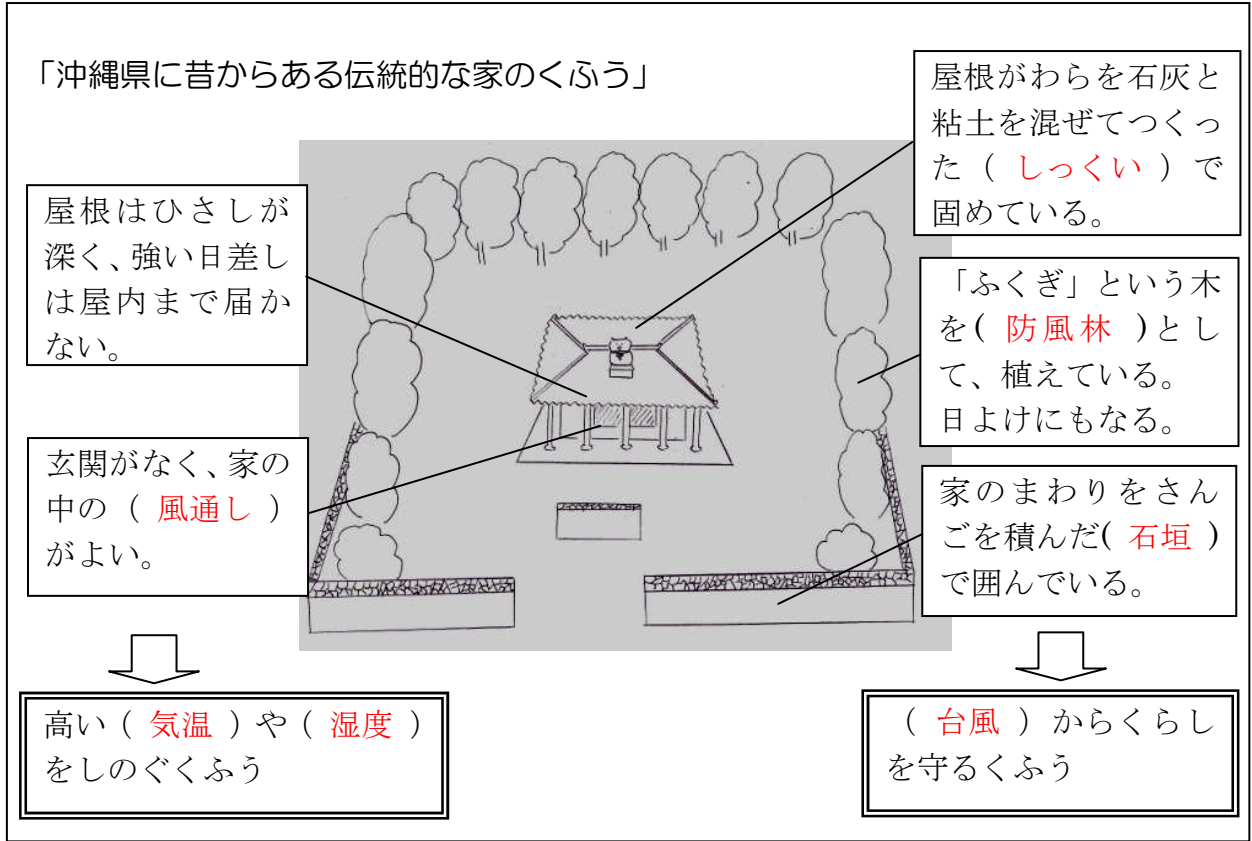 「沖縄県に昔からある伝統的な家のくふう」
屋根はひさしが
深く、強い日差し
は屋内まで届か
ない。
玄関がなく、家の
中の（ 風通し ）
がよい。
高い（ 気温 ）や（ 湿度 ）
をしのぐくふう
屋根がわらを石灰と
粘土を混ぜてつくっ
た（ しっくい ）で
固めている。
「ふくぎ」という木
を( 防風林 )とし
て、植えている。
日よけにもなる。
家のまわりをさん
ごを積んだ( 石垣 )
で囲んでいる。
（ 台風 ）からくらし
を守るくふう